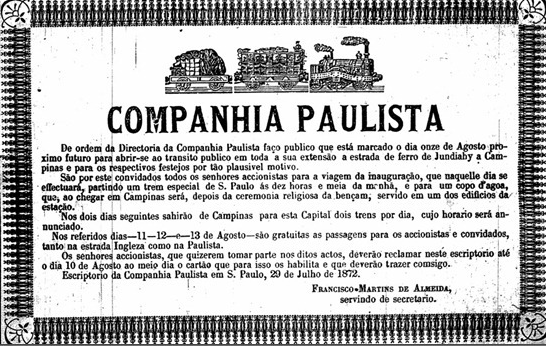 COMPANHIA PAULISTA
De ordem da Directoria da Companhia Paulista faço publico que está marcado o dia onze de Agosto pro-
ximo futuro para abrir-se ao transito publico em toda a sua extensão a estrada de ferro de Jundiahy a Cam-
pinas e para os respectivos festejos por tão plausivel motivo.
São por este convidados todos os senhores accionistas para a viagem da inauguração, que naquelle dia se
effectuará, partindo um trem especial de S. Paulo ás dez horas e meia da manhã, e para um copo d'agoa,
que, ao chegar em Campinas será, depois da ceremonia religiosa da bençam, servido em um dos edificios da
estação.
Nos dois dias seguintes sahirão de Campinas para esta Capital dois trens por dia, cujo horario será an-
nunciado.
Nos referidos dias—11—12—e—13 de Agosto—são gratuitas as passagens para os accionistas e convidados,
tanto na estrada Ingleza como na Paulista.
Os senhores accionistas, que quizerem tomar parte nos ditos actos, deverão reclamar neste escriptorio até
o dia 10 de Agosto ao meio dia o cartão que para isso os habilita e que deverão trazer comsigo.
Escriptorio da Companhia Paulista em S. Paulo, 29 de Julho de 1872.
FRANCISCO MARTINS DE ALMEIDA,
servindo de secretario.